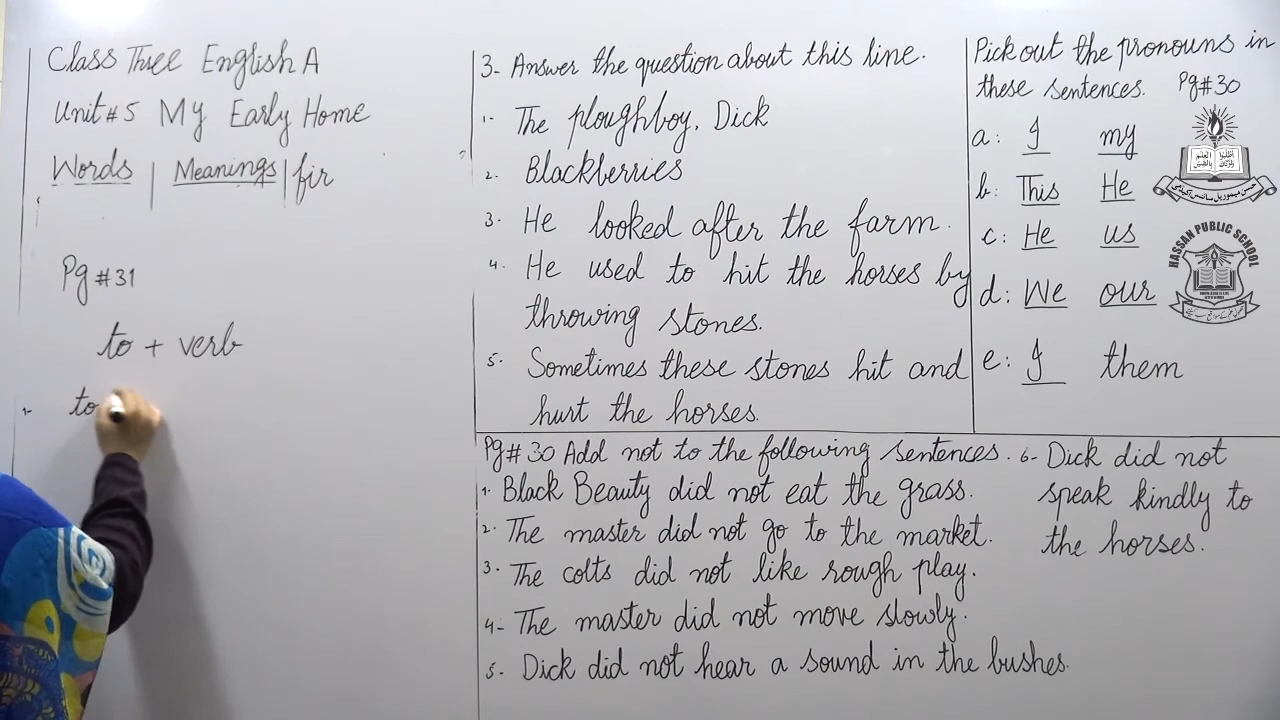 Class Three English A
Unit # 5 My Early Home
Words | Meanings | fir
Pg # 31
to + verb
1- to
3- Answer the question about this line.
1- The ploughboy, Dick
2. Blackberries
3. He looked after the farm.
4. He used to hit the horses by
throwing stones.
5. Sometimes these stones hit and
hurt the horses.
Pick out the pronouns in
these sentences. Pg # 30
a: I my
b: This He
c: He us
d: We our
e: I them
Pg # 30 Add not to the following sentences.
1. Black Beauty did not eat the grass.
2. The master did not go to the market.
3. The colts did not like rough play.
4- The master did not move slowly.
5- Dick did not hear a sound in the bushes.
6- Dick did not
speak kindly to
the horses.
HASSAN PUBLIC SCHOOL